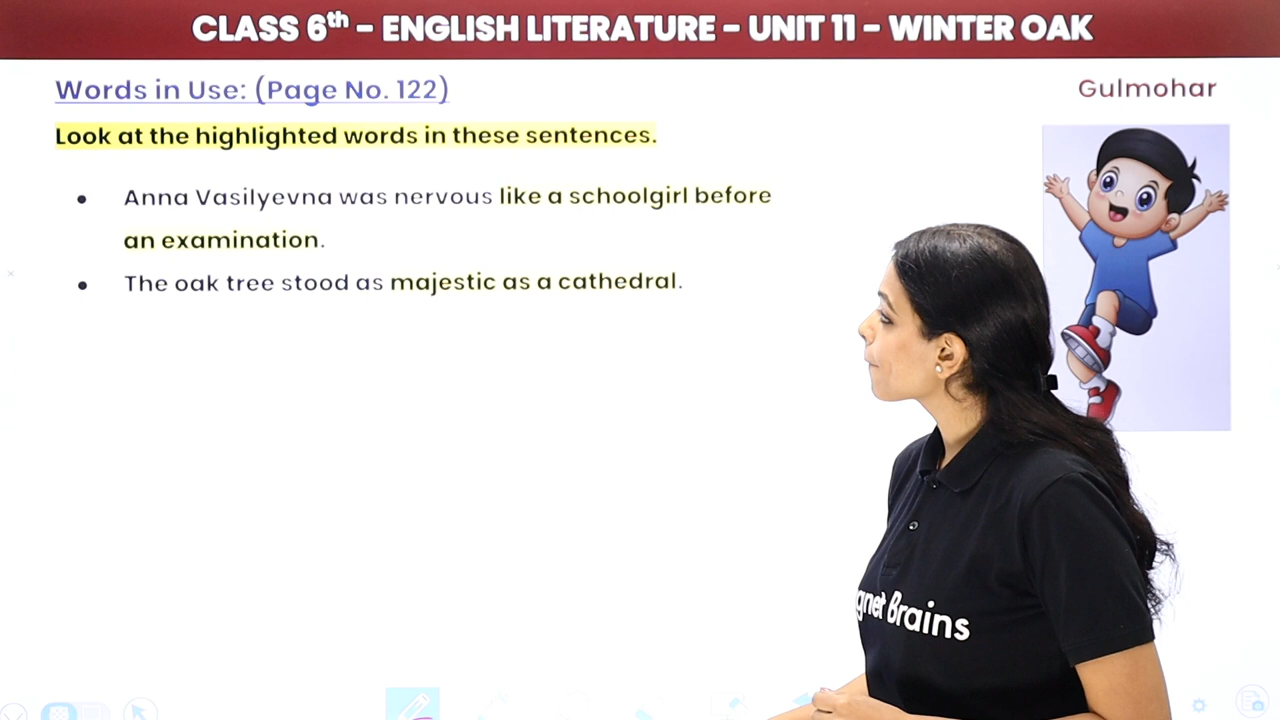 CLASS 6th - ENGLISH LITERATURE - UNIT 11 - WINTER OAK
Words in Use: (Page No. 122)
Gulmohar
Look at the highlighted words in these sentences.
• Anna Vasilyevna was nervous like a schoolgirl before
an examination.
• The oak tree stood as majestic as a cathedral.
Brains